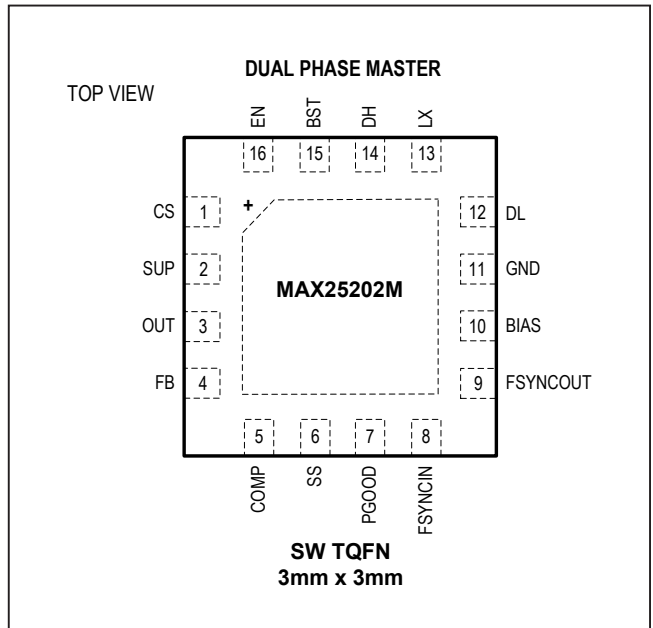 DUAL PHASE MASTER
TOP VIEW
EN
BST
DH
LX
16
15
14
13
CS 1
+
12 DL
SUP 2
11 GND
MAX25202M
OUT 3
10 BIAS
FB 4
9 FSYNCOUT
5
6
7
8
COMP
SS
PGOOD
FSYNCIN
SW TQFN
3mm x 3mm